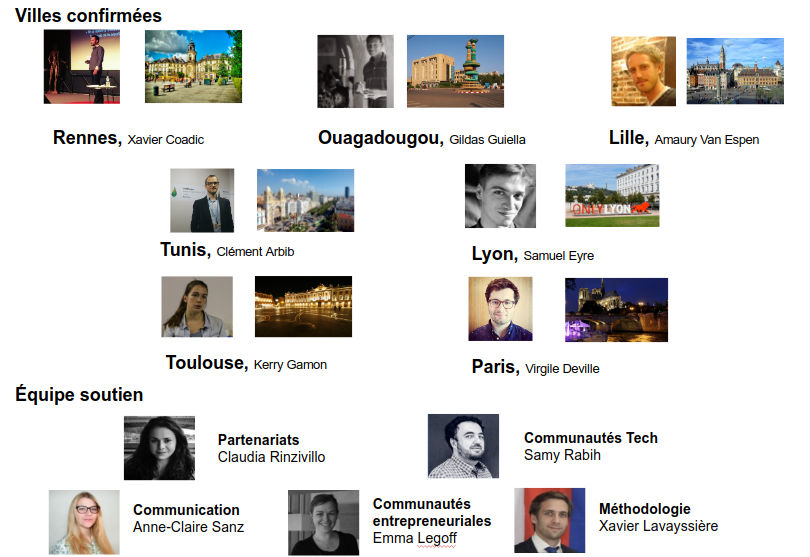 Villes confirmées
Rennes, Xavier Coadic
Ouagadougou, Gildas Guiella
Lille, Amaury Van Espen
ONLYLYON
Tunis, Clément Arbib
Lyon, Samuel Eyre
Toulouse, Kerry Gamon
Paris, Virgile Deville
Équipe soutien
Partenariats
Claudia Rinzivillo
Communautés Tech
Samy Rabih
Communication
Anne-Claire Sanz
Communautés
entrepreneuriales
Emma Legoff
Méthodologie
Xavier Lavayssière